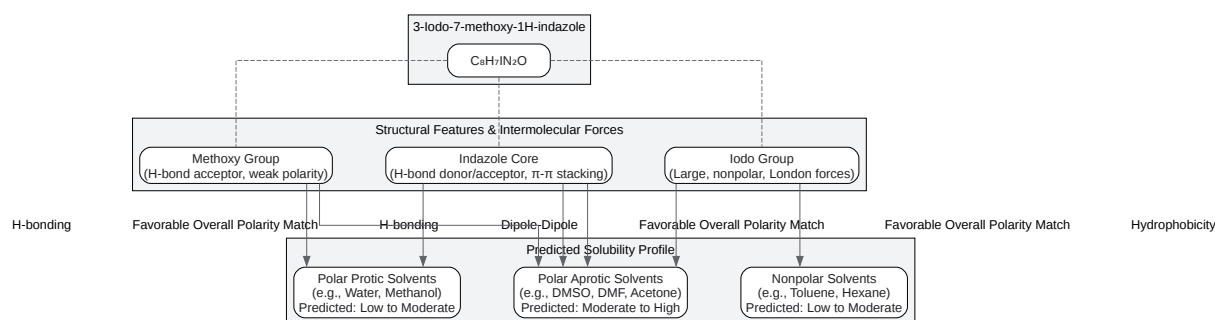 3-Iodo-7-methoxy-1H-indazole
C₈H₇IN₂O
Structural Features & Intermolecular Forces
Methoxy Group
(H-bond acceptor, weak polarity)
Indazole Core
(H-bond donor/acceptor, π-π stacking)
Iodo Group
(Large, nonpolar, London forces)
H-bonding
Favorable Overall Polarity Match
H-bonding
Dipole-Dipole
Favorable Overall Polarity Match
Favorable Overall Polarity Match
Hydrophobicity
Predicted Solubility Profile
Polar Protic Solvents
(e.g., Water, Methanol)
Predicted: Low to Moderate
Polar Aprotic Solvents
(e.g., DMSO, DMF, Acetone)
Predicted: Moderate to High
Nonpolar Solvents
(e.g., Toluene, Hexane)
Predicted: Low to Moderate